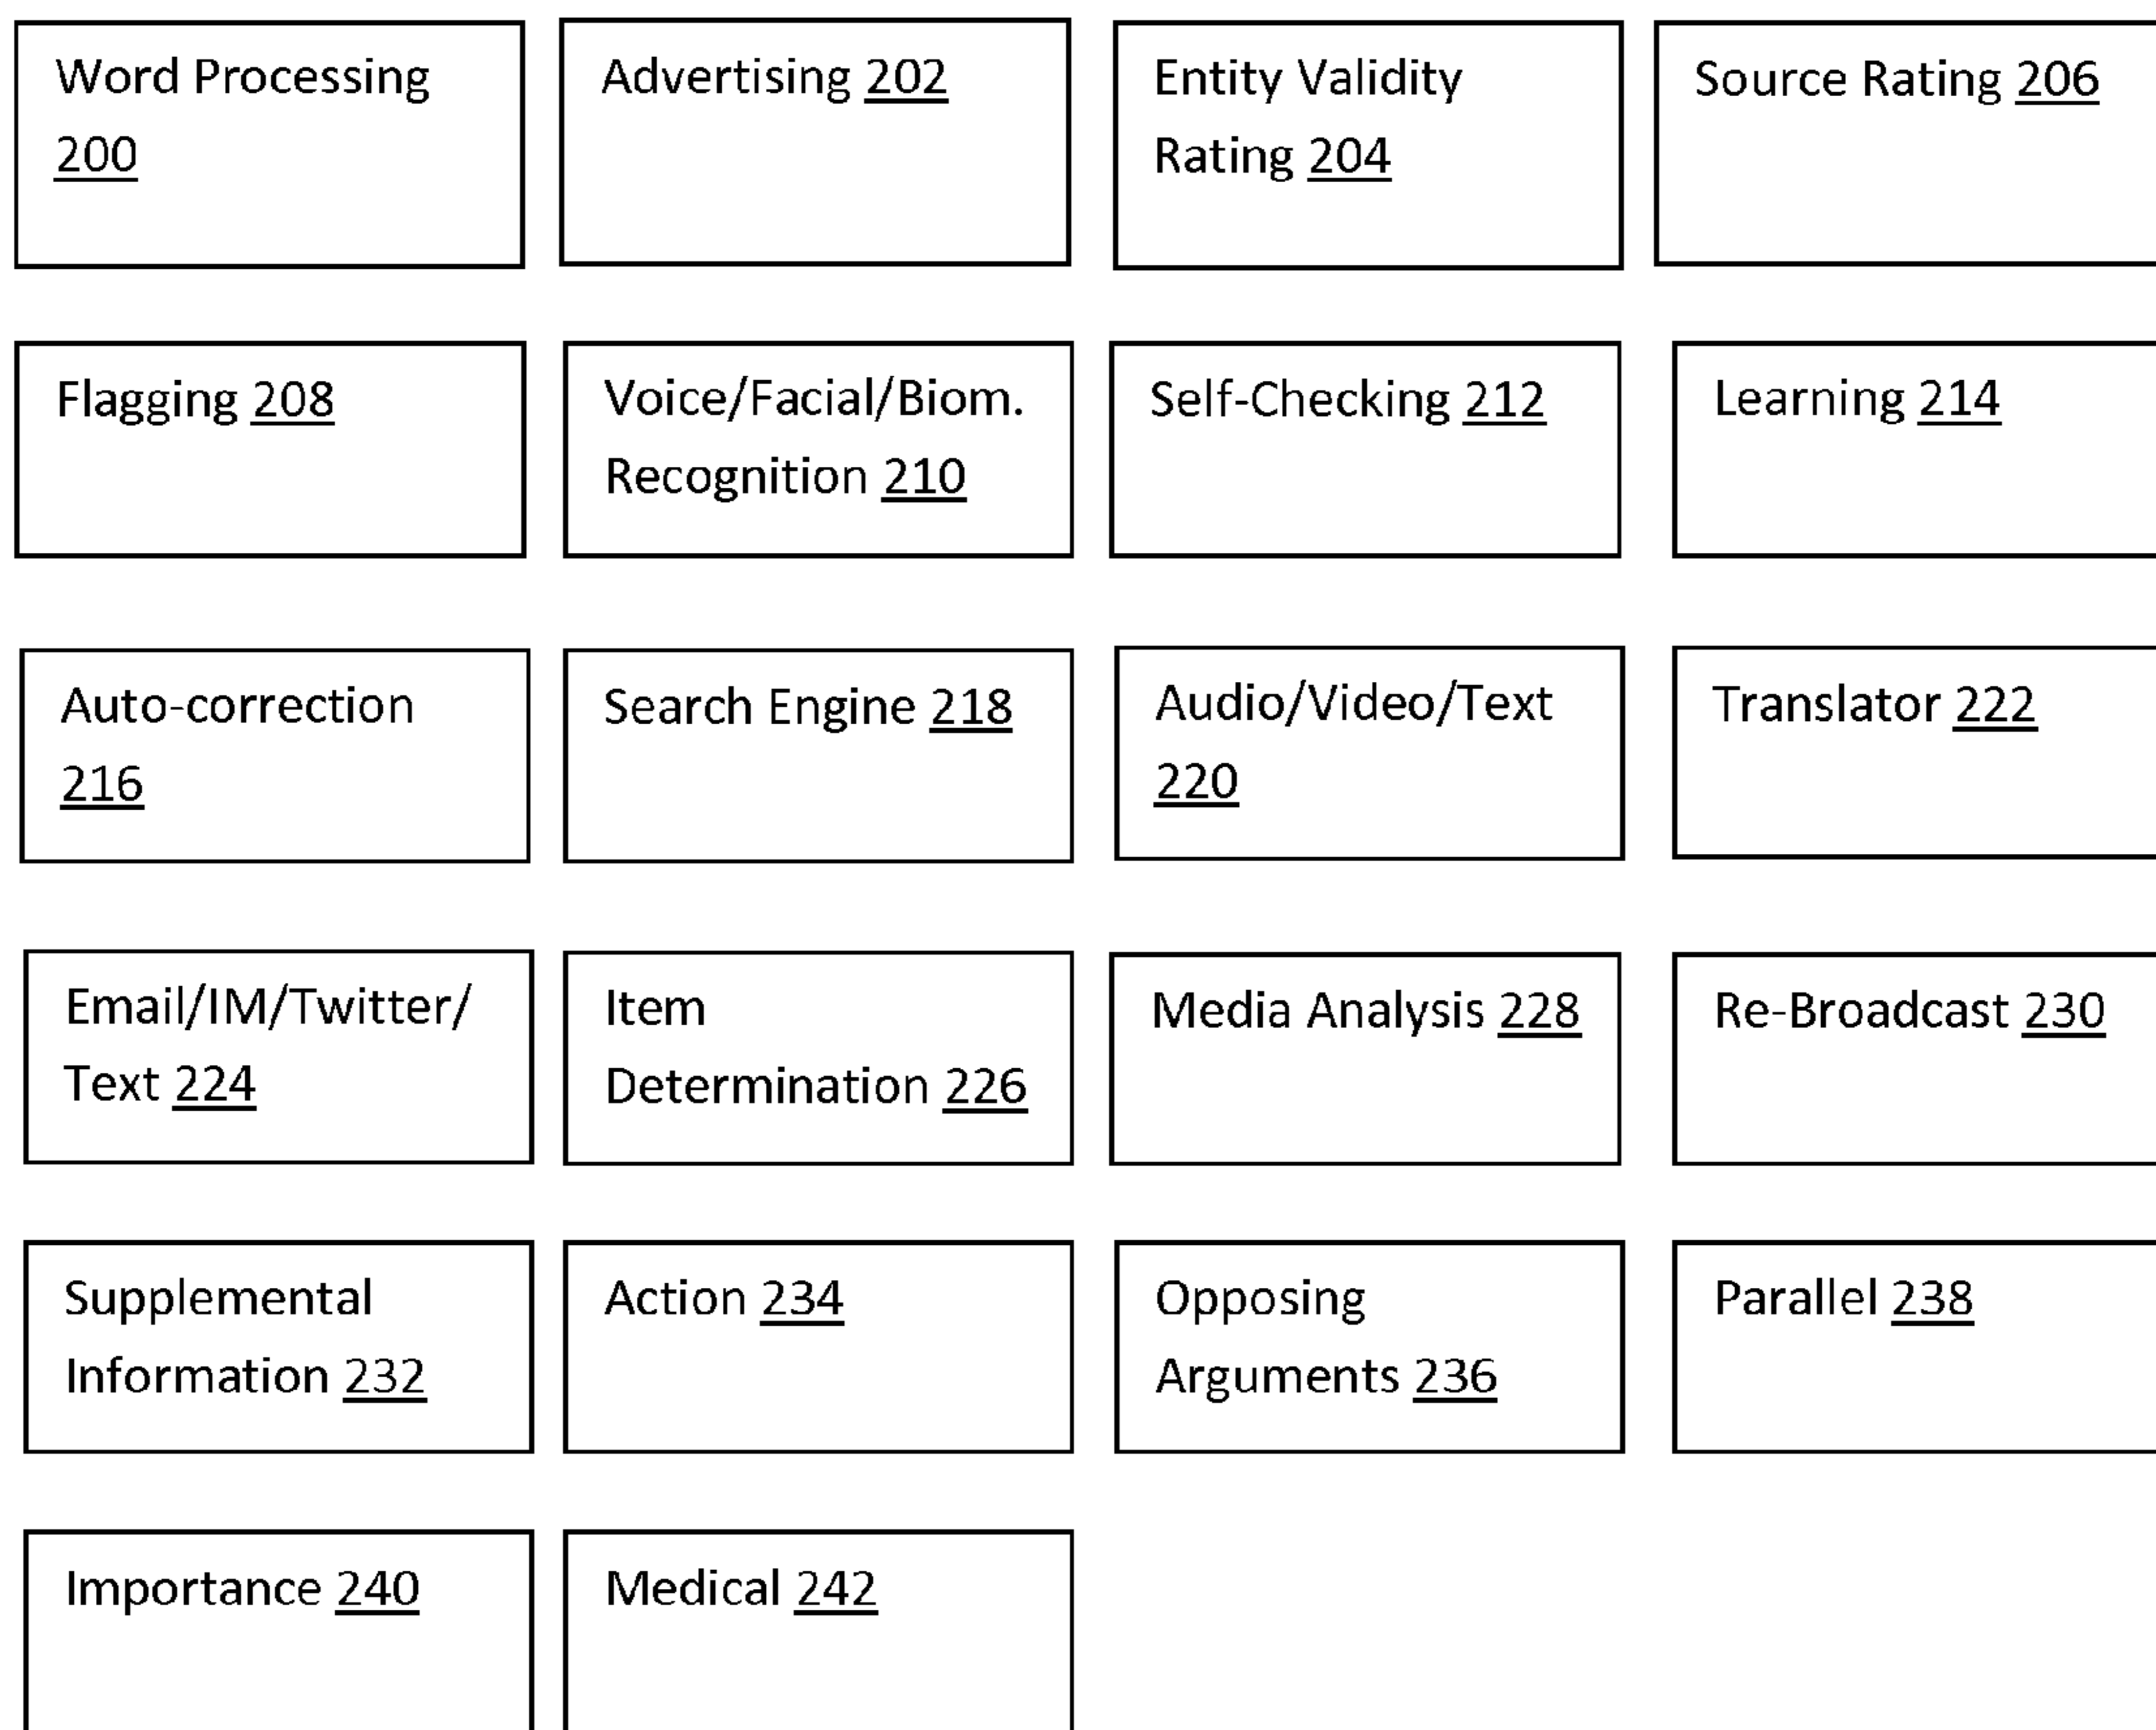 Word Processing
200
Advertising 202
Entity Validity
Rating 204
Source Rating 206
Flagging 208
Voice/Facial/Biom.
Recognition 210
Self-Checking 212
Learning 214
Auto-correction
216
Search Engine 218
Audio/Video/Text
220
Translator 222
Email/IM/Twitter/
Text 224
Item
Determination 226
Media Analysis 228
Re-Broadcast 230
Supplemental
Information 232
Action 234
Opposing
Arguments 236
Parallel 238
Importance 240
Medical 242